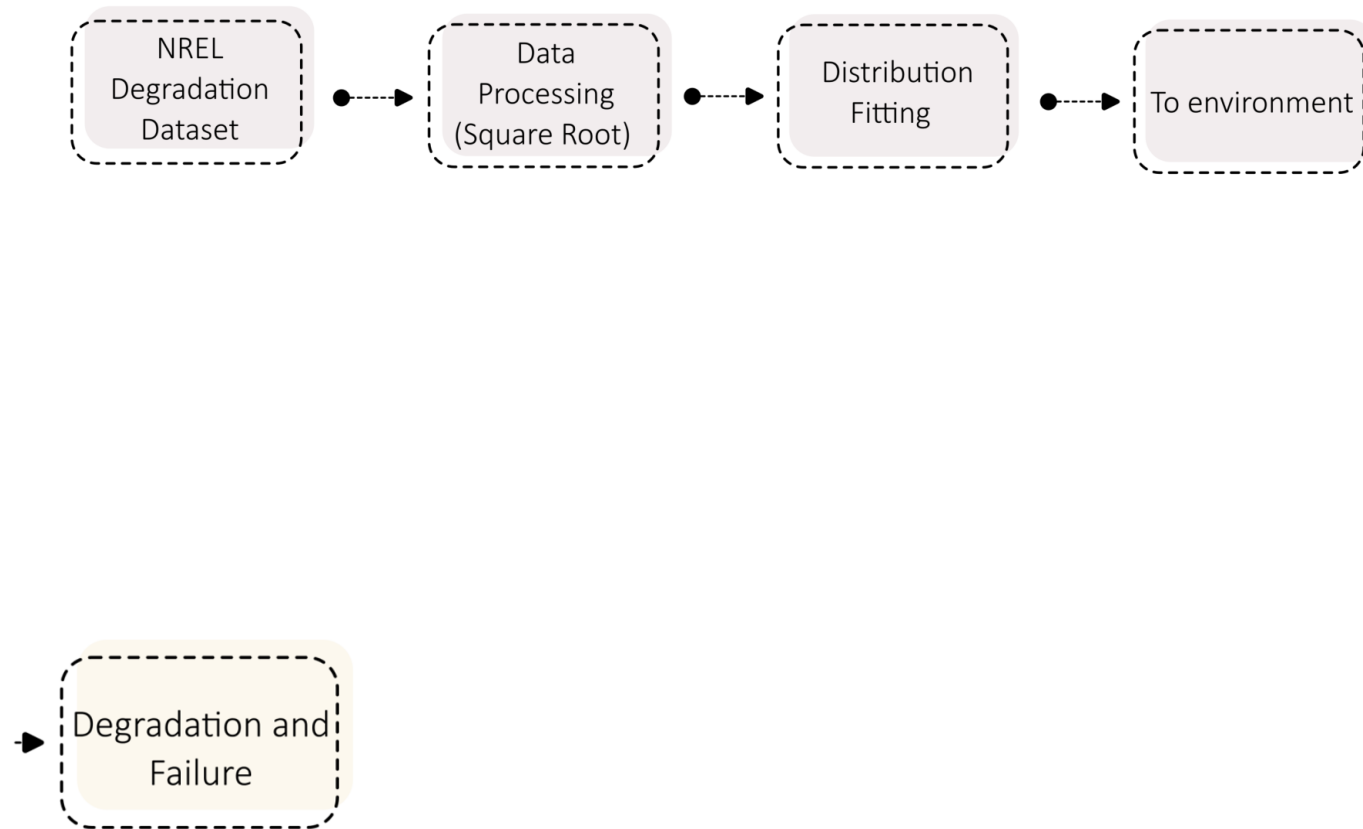 NREL
Degradation
Dataset
Data
Processing
(Square Root)
Distribution
Fitting
To environment
Degradation and
Failure